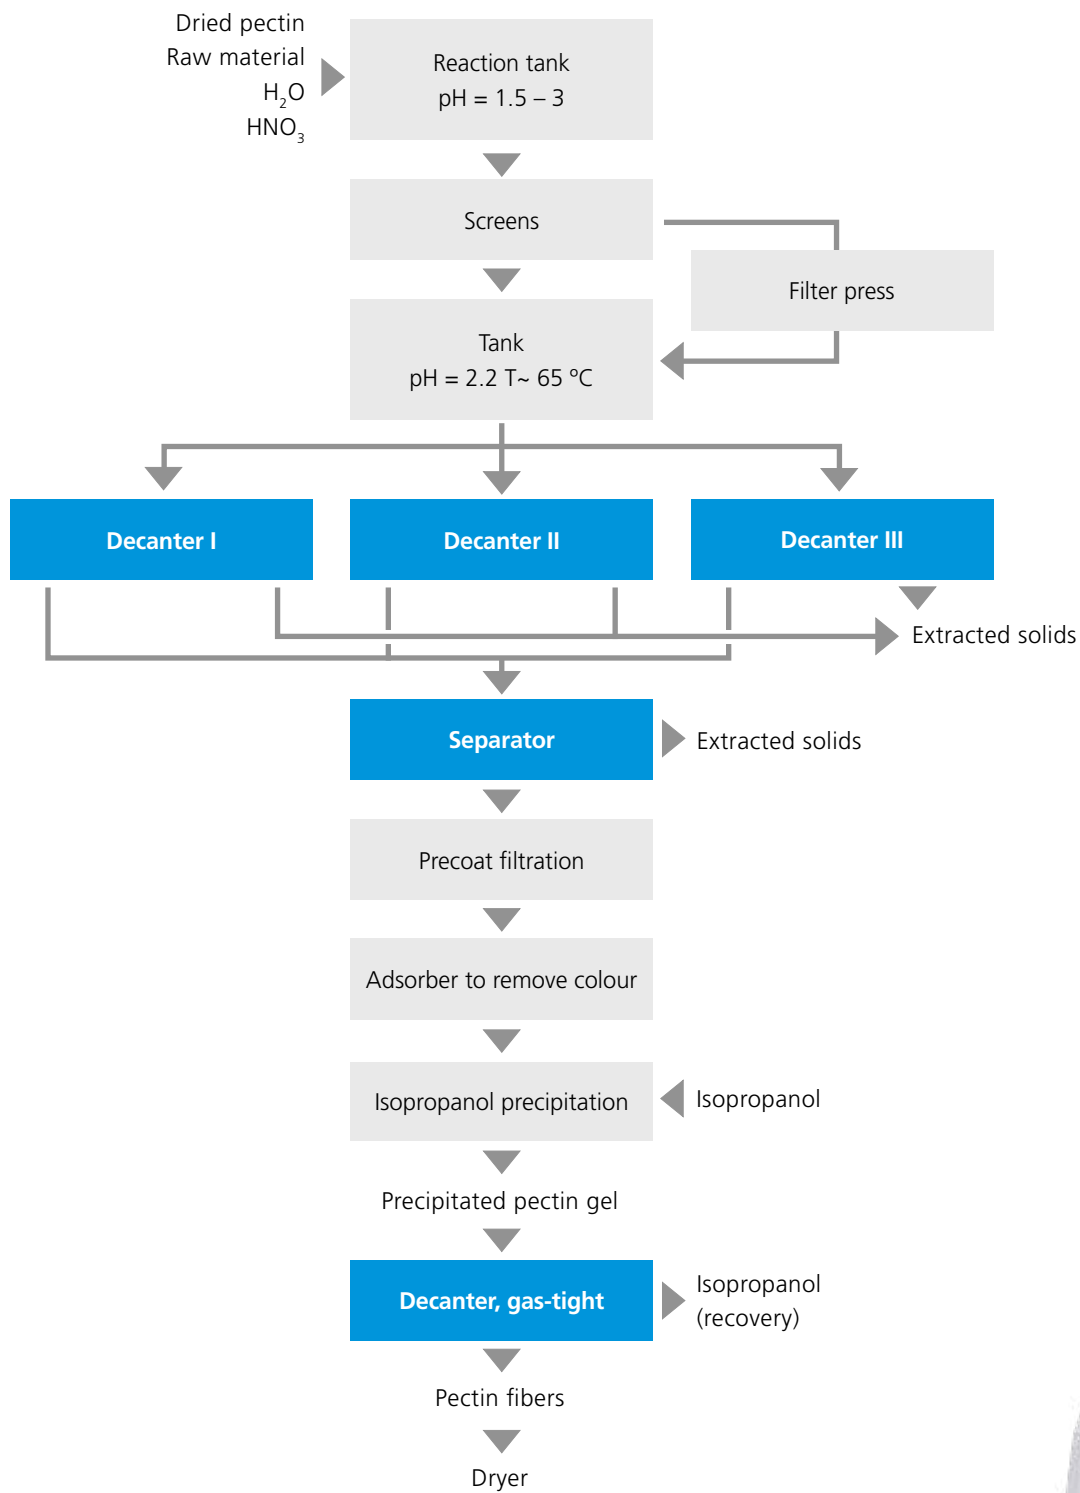 Dried pectin
Raw material
H₂O
HNO₃
Reaction tank
pH = 1.5 – 3
Screens
Filter press
Tank
pH = 2.2 T~ 65 ºC
Decanter I
Decanter II
Decanter III
Extracted solids
Separator
Extracted solids
Precoat filtration
Adsorber to remove colour
Isopropanol precipitation
Isopropanol
Precipitated pectin gel
Decanter, gas-tight
Isopropanol
(recovery)
Pectin fibers
Dryer